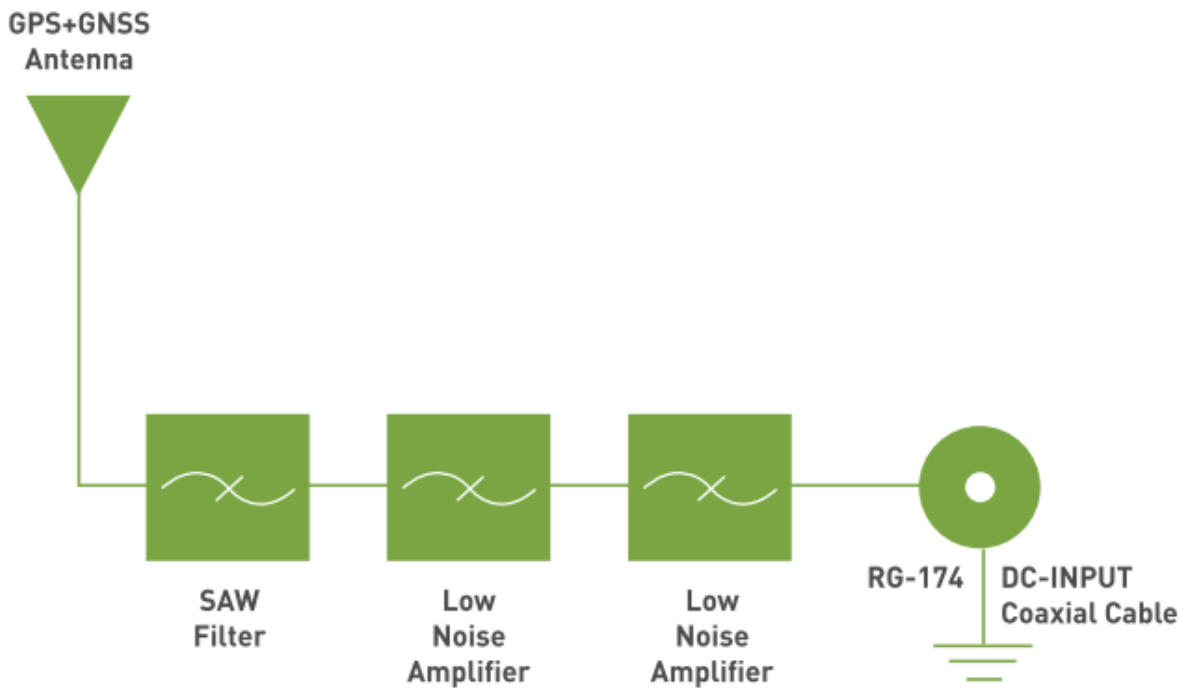 GPS+GNSS
Antenna
SAW
Filter
Low
Noise
Amplifier
Low
Noise
Amplifier
RG-174
DC-INPUT
Coaxial Cable